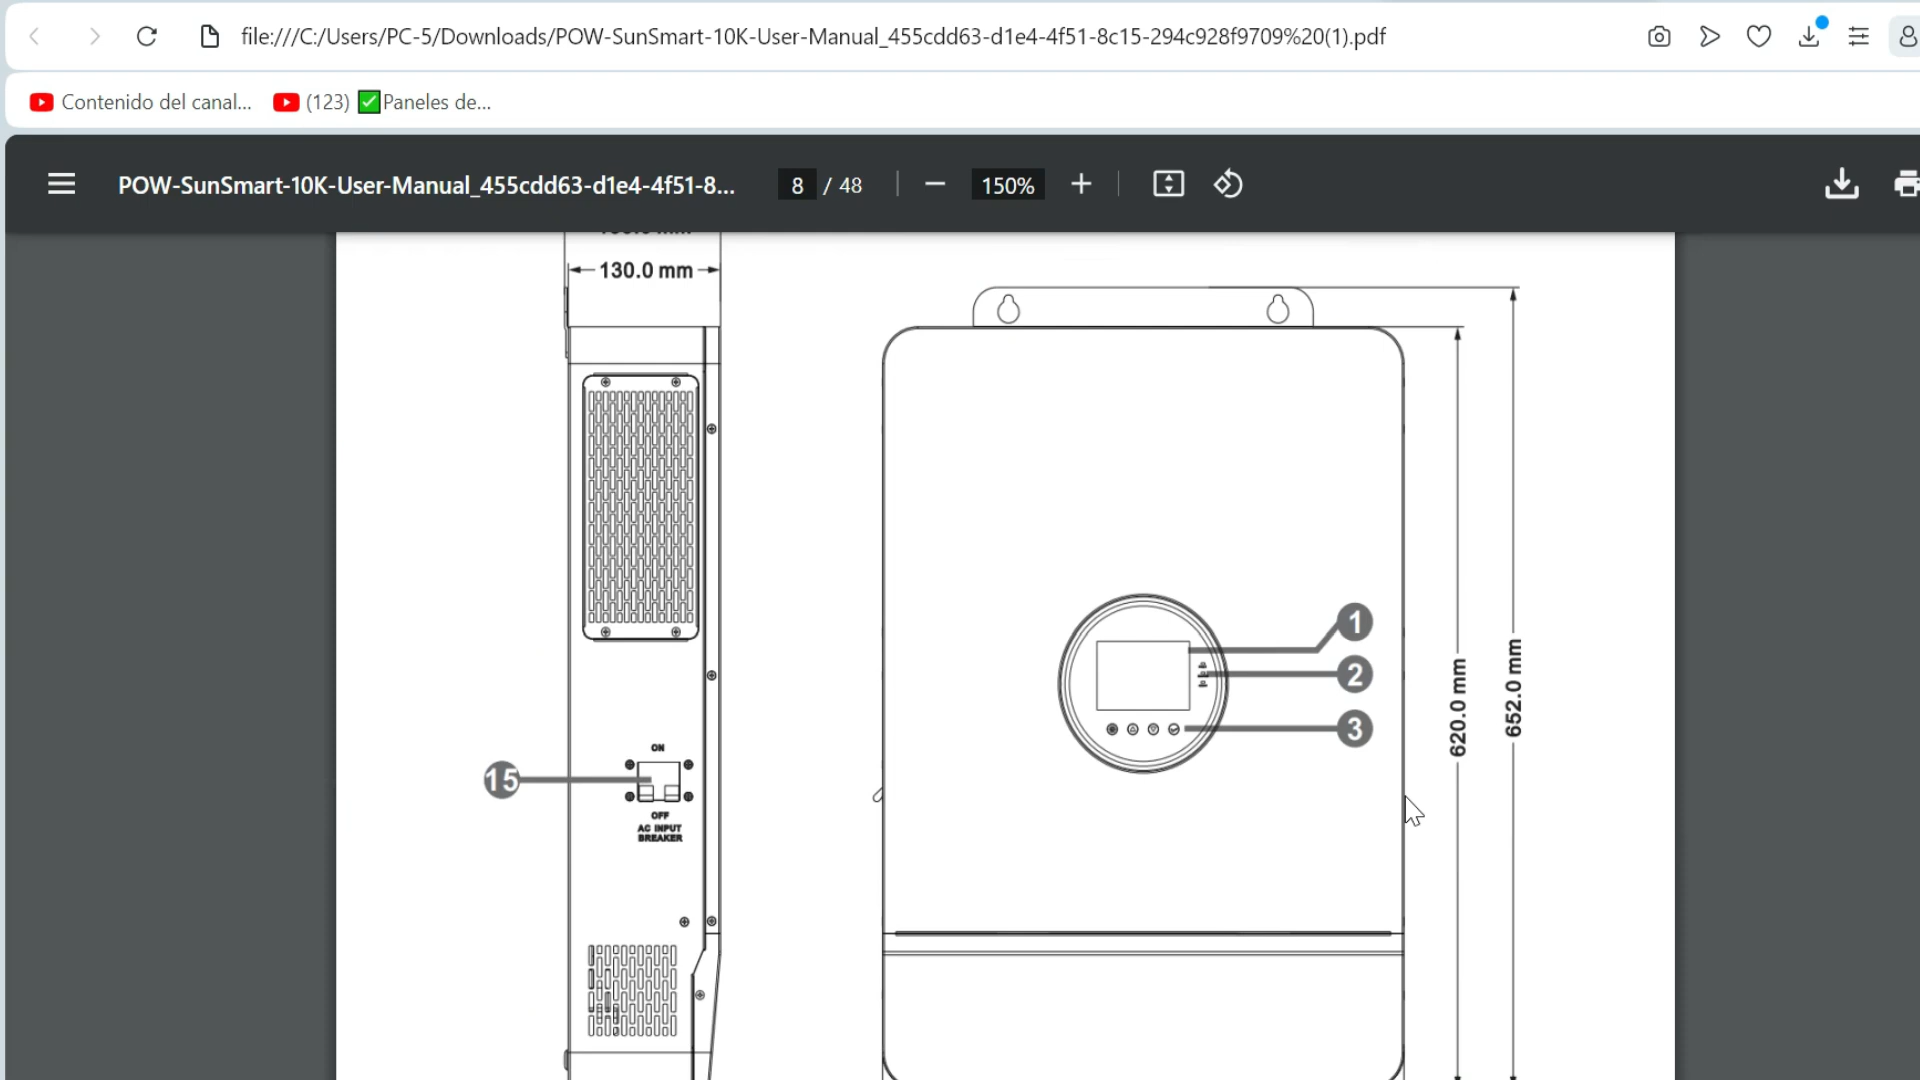 file:///C:/Users/PC-5/Downloads/POW-SunSmart-10K-User-Manual_455cdd63-d1e4-4f51-8c15-294c928f9709%20(1).pdf
Contenido del canal... (123) ✅Paneles de...
POW-SunSmart-10K-User-Manual_455cdd63-d1e4-4f51-8... 8 / 48 150%
130.0 mm
1
2
3
620.0 mm
652.0 mm
ON
15
OFF
AC INPUT
BREAKER